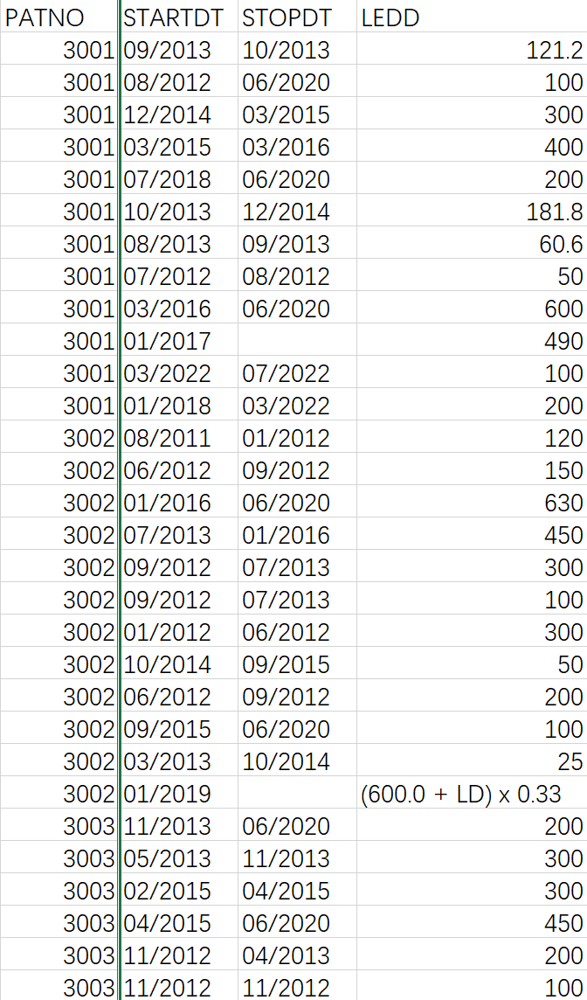 PATNO STARTDT STOPDT LEDD
3001 09/2013 10/2013 121.2
3001 08/2012 06/2020 100
3001 12/2014 03/2015 300
3001 03/2015 03/2016 400
3001 07/2018 06/2020 200
3001 10/2013 12/2014 181.8
3001 08/2013 09/2013 60.6
3001 07/2012 08/2012 50
3001 03/2016 06/2020 600
3001 01/2017 490
3001 03/2022 07/2022 100
3001 01/2018 03/2022 200
3002 08/2011 01/2012 120
3002 06/2012 09/2012 150
3002 01/2016 06/2020 630
3002 07/2013 01/2016 450
3002 09/2012 07/2013 300
3002 09/2012 07/2013 100
3002 01/2012 06/2012 300
3002 10/2014 09/2015 50
3002 06/2012 09/2012 200
3002 09/2015 06/2020 100
3002 03/2013 10/2014 25
3002 01/2019 (600.0 + LD) x 0.33
3003 11/2013 06/2020 200
3003 05/2013 11/2013 300
3003 02/2015 04/2015 300
3003 04/2015 06/2020 450
3003 11/2012 04/2013 200
3003 11/2012 11/2012 100